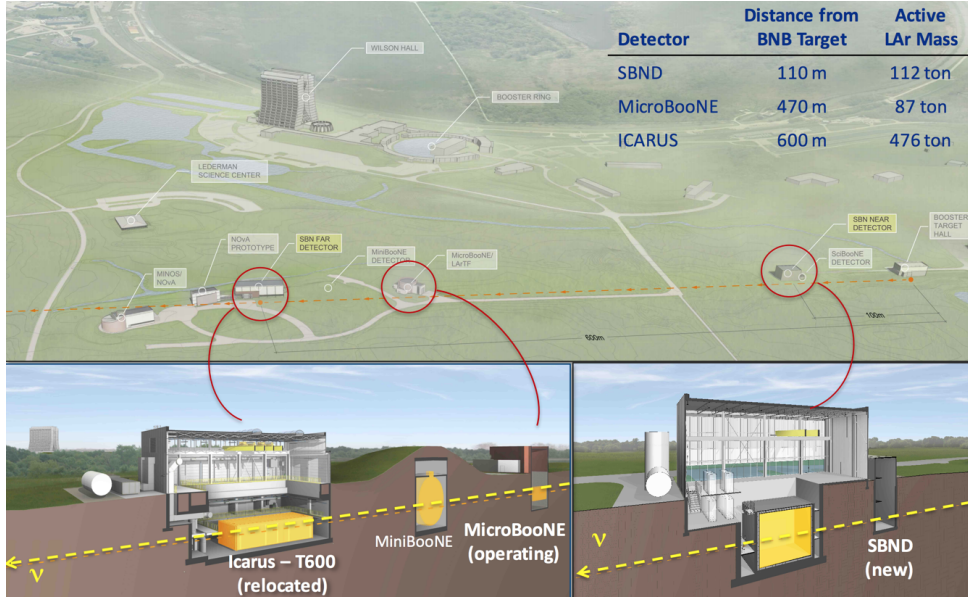 Detector Distance from BNB Target Active LAr Mass
SBND 110 m 112 ton
MicroBooNE 470 m 87 ton
ICARUS 600 m 476 ton
WILSON HALL
BOOSTER RING
LEDERMAN
SCIENCE CENTER
NOvA
PROTOTYPE
SBN FAR
DETECTOR
MiniBooNE
DETECTOR
MicroBooNE/
LArTF
SBN NEAR
DETECTOR
SciBooNE
DETECTOR
BOOSTER
TARGET
HALL
MINOS/
NOvA
100m
600m
ν
Icarus – T600
(relocated)
MiniBooNE
MicroBooNE
(operating)
ν
SBND
(new)